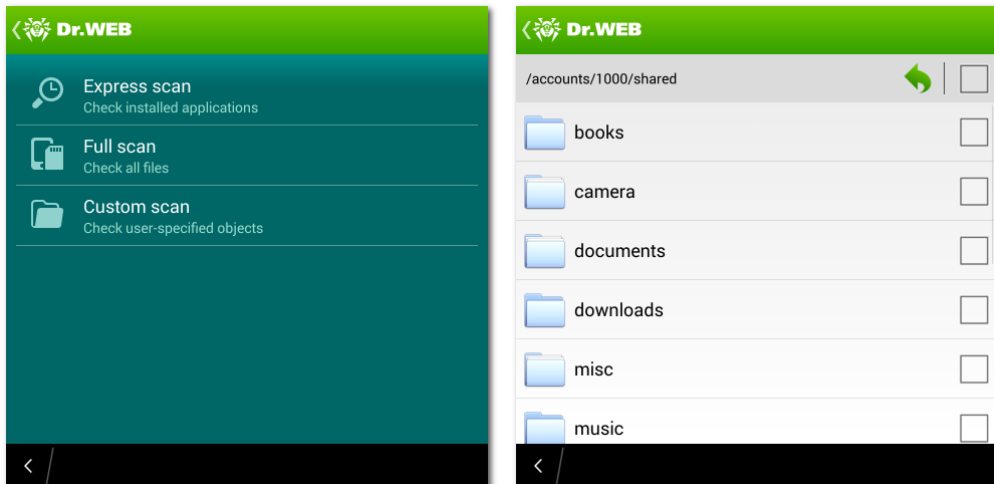 Dr.WEB
Express scan
Check installed applications
Full scan
Check all files
Custom scan
Check user-specified objects
Dr.WEB
/accounts/1000/shared
books
camera
documents
downloads
misc
music